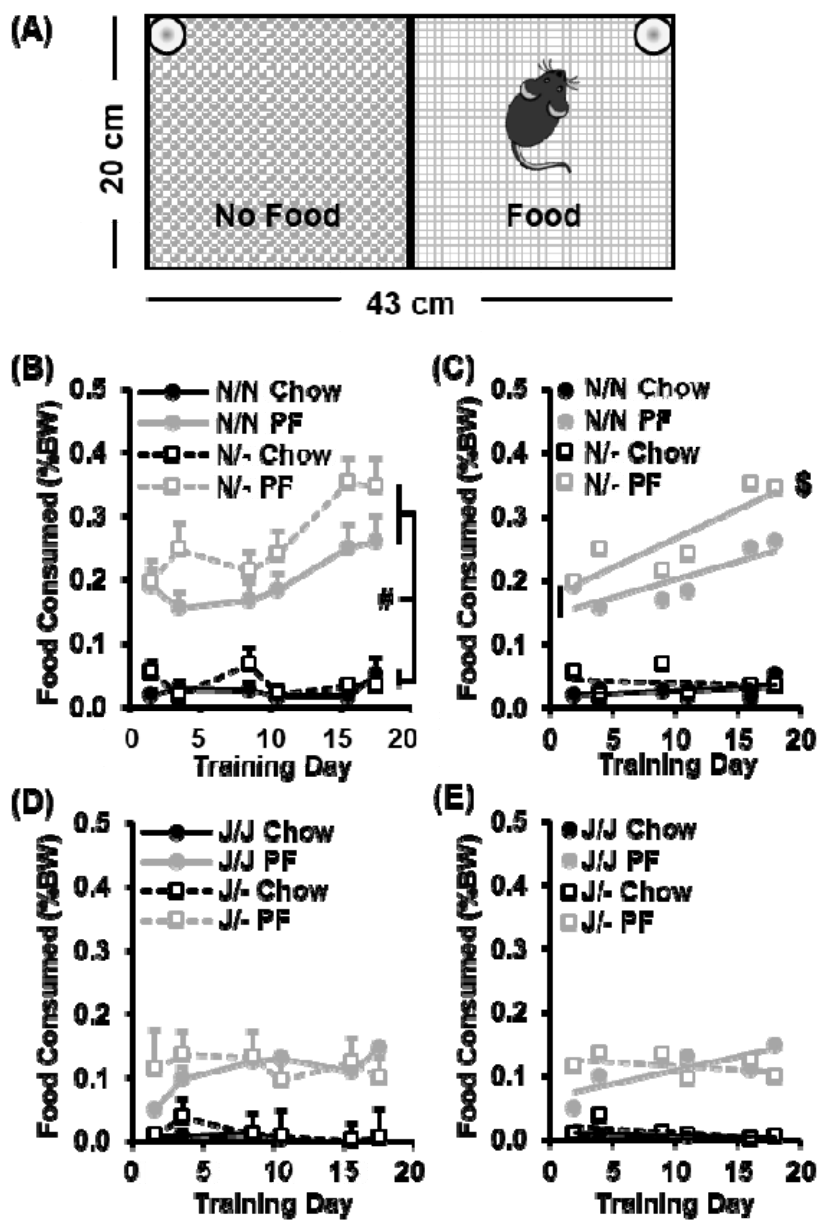 (A)
20 cm
No Food
Food
43 cm
(B)
Food Consumed (%BW)
0.5
0.4
0.3
0.2
0.1
0.0
N/N Chow
N/N PF
N/- Chow
N/- PF
#
0 5 10 15 20
Training Day
(C)
Food Consumed (%BW)
0.5
0.4
0.3
0.2
0.1
0.0
N/N Chow
N/N PF
N/- Chow
N/- PF
$
0 5 10 15 20
Training Day
(D)
Food Consumed (%BW)
0.5
0.4
0.3
0.2
0.1
0.0
J/J Chow
J/J PF
J/- Chow
J/- PF
0 5 10 15 20
Training Day
(E)
Food Consumed (%BW)
0.5
0.4
0.3
0.2
0.1
0.0
J/J Chow
J/J PF
J/- Chow
J/- PF
0 5 10 15 20
Training Day